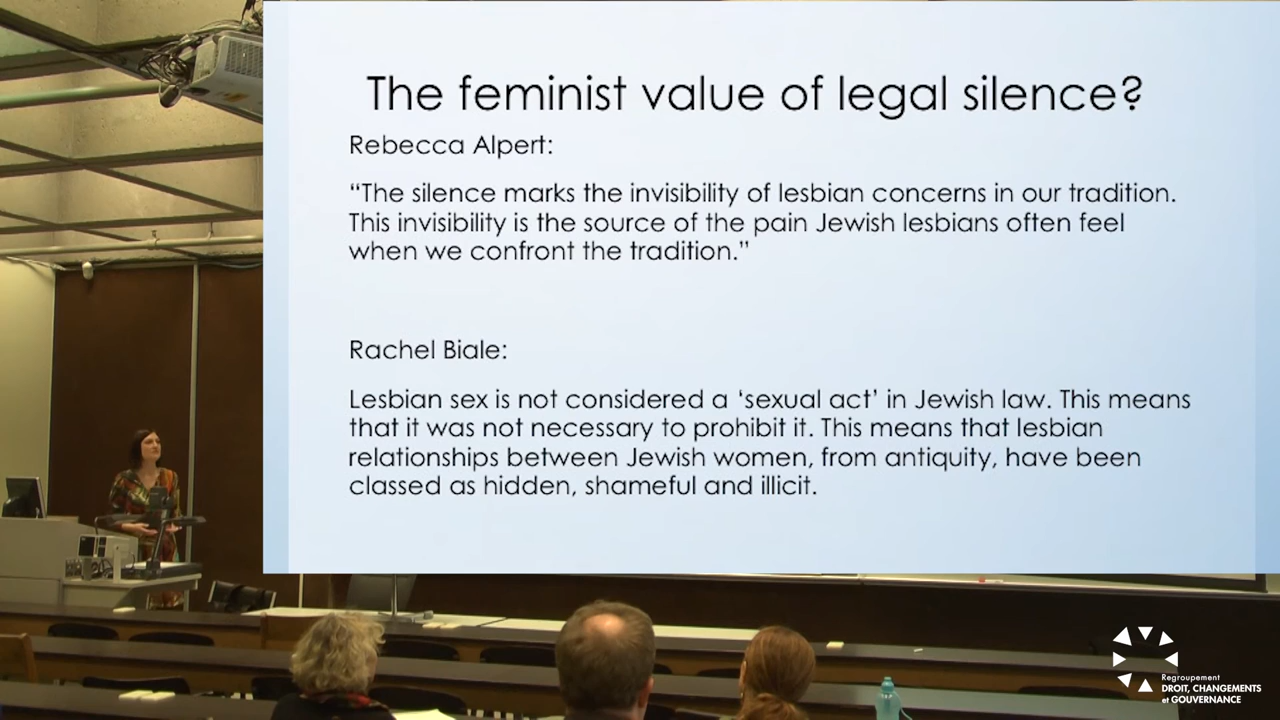 The feminist value of legal silence?
Rebecca Alpert:
“The silence marks the invisibility of lesbian concerns in our tradition.
This invisibility is the source of the pain Jewish lesbians often feel
when we confront the tradition.”
Rachel Biale:
Lesbian sex is not considered a ‘sexual act’ in Jewish law. This means
that it was not necessary to prohibit it. This means that lesbian
relationships between Jewish women, from antiquity, have been
classed as hidden, shameful and illicit.
Regroupement
DROIT, CHANGEMENTS
et GOUVERNANCE